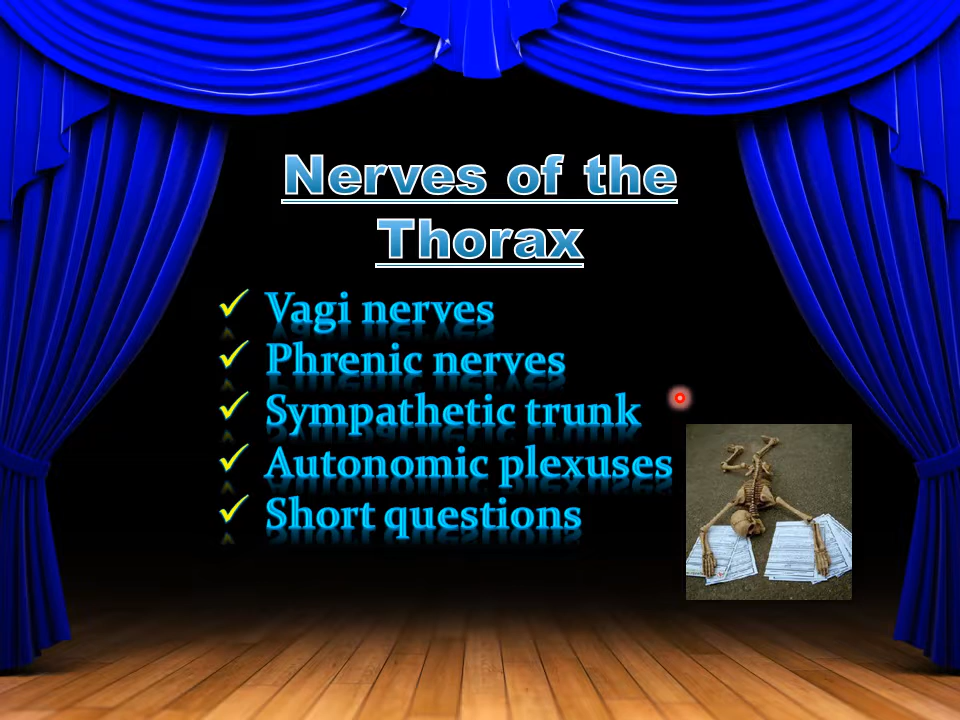 Nerves of the
Thorax
✓ Vagi nerves
✓ Phrenic nerves
✓ Sympathetic trunk
✓ Autonomic plexuses
✓ Short questions